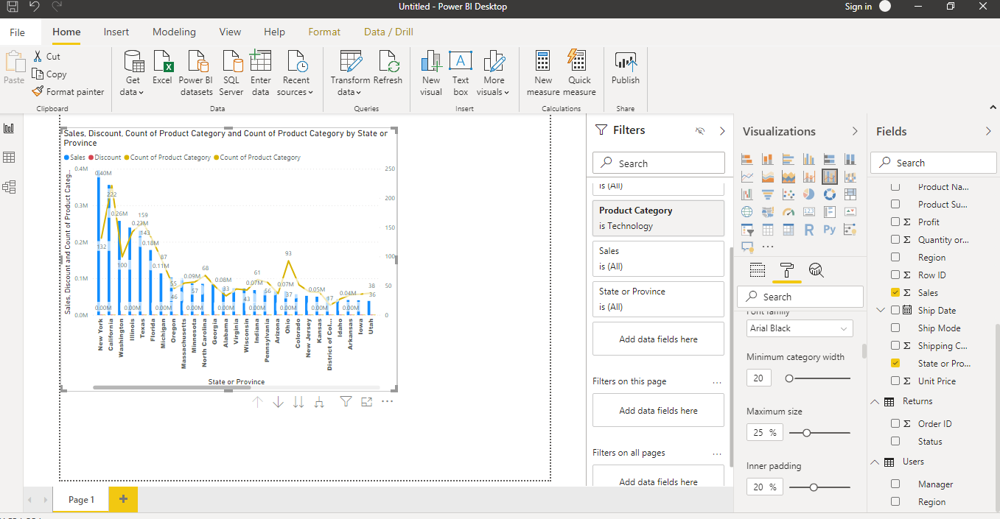 Untitled - Power BI Desktop
Sign in
File Home Insert Modeling View Help Format Data / Drill
Paste
Cut
Copy
Format painter
Clipboard
Get data
Excel
Power BI datasets
SQL Server
Enter data
Recent sources
Data
Transform data
Refresh
Queries
New visual
Text box
More visuals
Insert
New measure
Quick measure
Calculations
Publish
Share
Sales, Discount, Count of Product Category and Count of Product Category by State or
Province
Sales Discount Count of Product Category Count of Product Category
Sales, Discount and Count of Product Categ...
0.4M
0.3M
0.2M
0.1M
0.0M
250
200
150
100
50
0
0.40M
222
0.26M
159
0.23M
143
132
0.18M
100
87
0.11M
93
68
61
0.09M
0.08M
0.07M
0.07M
55
57
46
33
43
56
37
0.05M
0.04M
47
38
36
0.00M 0.00M 0.00M 0.00M 0.00M 0.00M 0.00M 0.00M 0.00M
New York
California
Washington
Illinois
Texas
Florida
Michigan
Oregon
Massachusetts
Minnesota
North Carolina
Georgia
Alabama
Virginia
Wisconsin
Indiana
Pennsylvania
Arizona
Ohio
Colorado
New Jersey
Kansas
District of Col...
Idaho
Arkansas
Iowa
Utah
State or Province
Page 1
Filters
Search
is (All)
Product Category
is Technology
Sales
is (All)
State or Province
is (All)
Add data fields here
Filters on this page
Add data fields here
Filters on all pages
Add data fields here
Visualizations
R
Py
Search
Font family
Arial Black
Minimum category width
20
Maximum size
25 %
Inner padding
20 %
Fields
Search
Product Na...
Product Su...
Profit
Quantity or...
Region
Row ID
Sales
Ship Date
Ship Mode
Shipping C...
State or Pro...
Unit Price
Returns
Order ID
Status
Users
Manager
Region